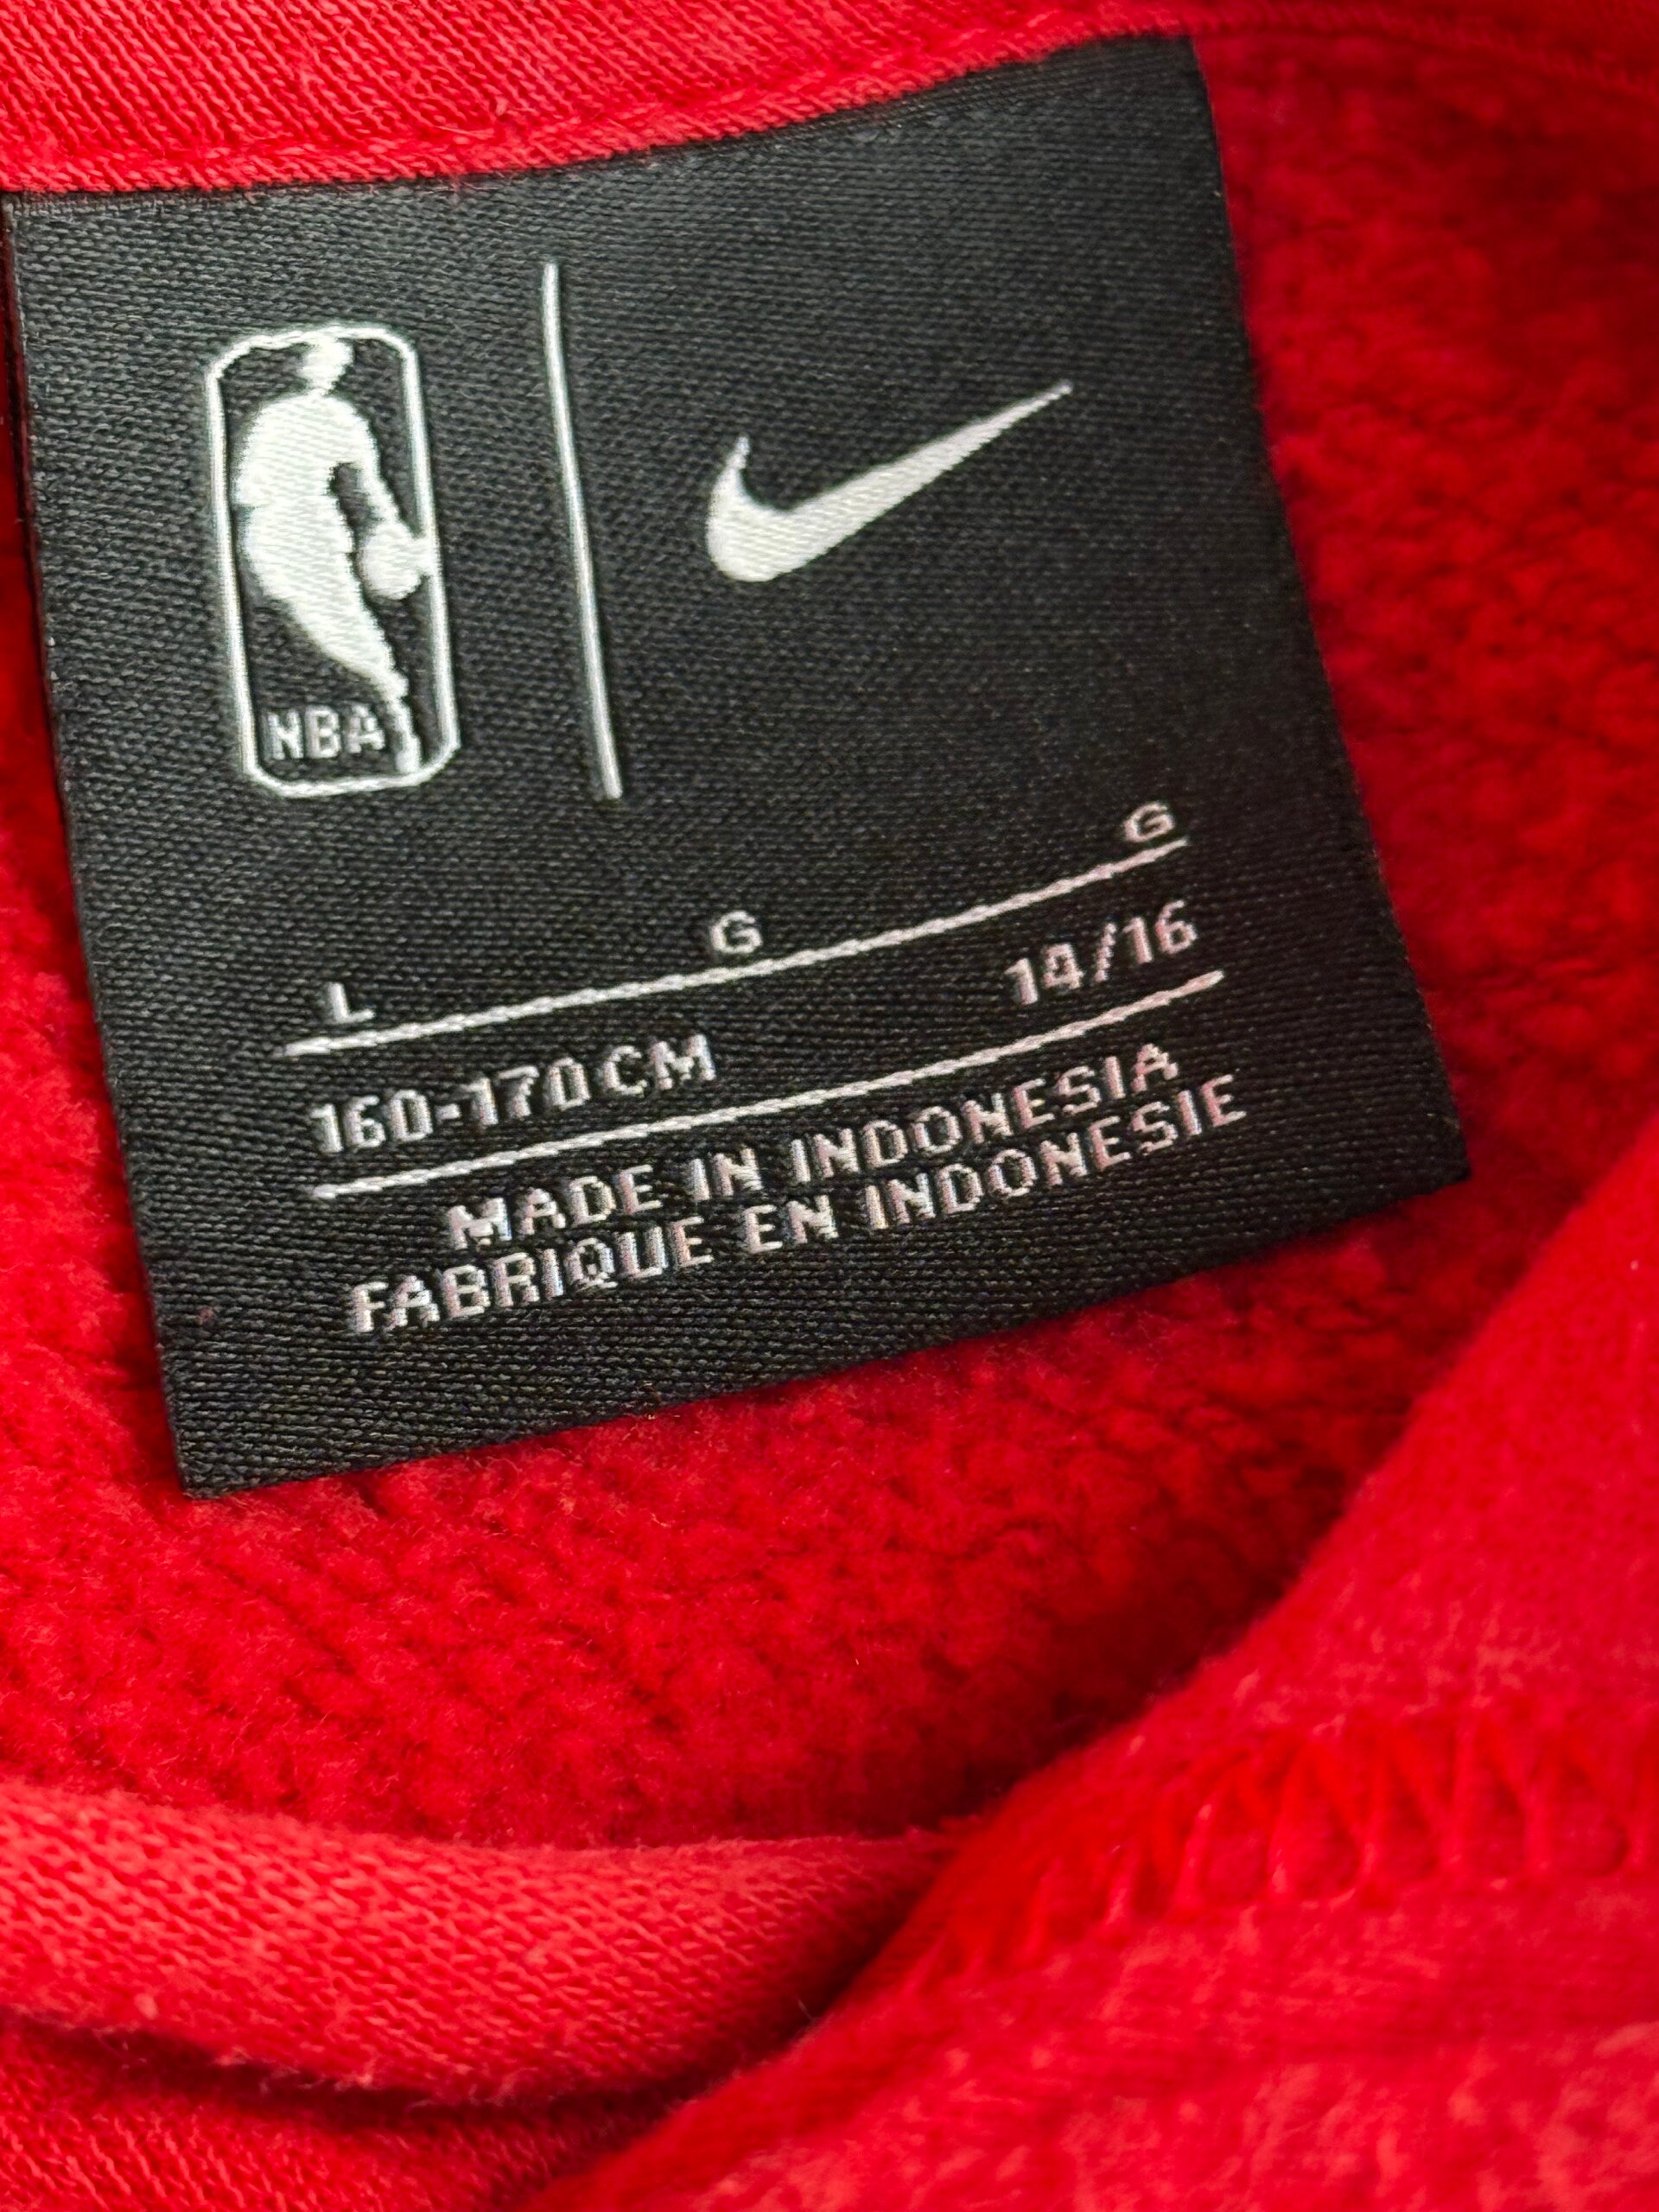 NBA
L G G
160-170CM 14/16
MADE IN INDONESIA
FABRIQUE EN INDONESIE